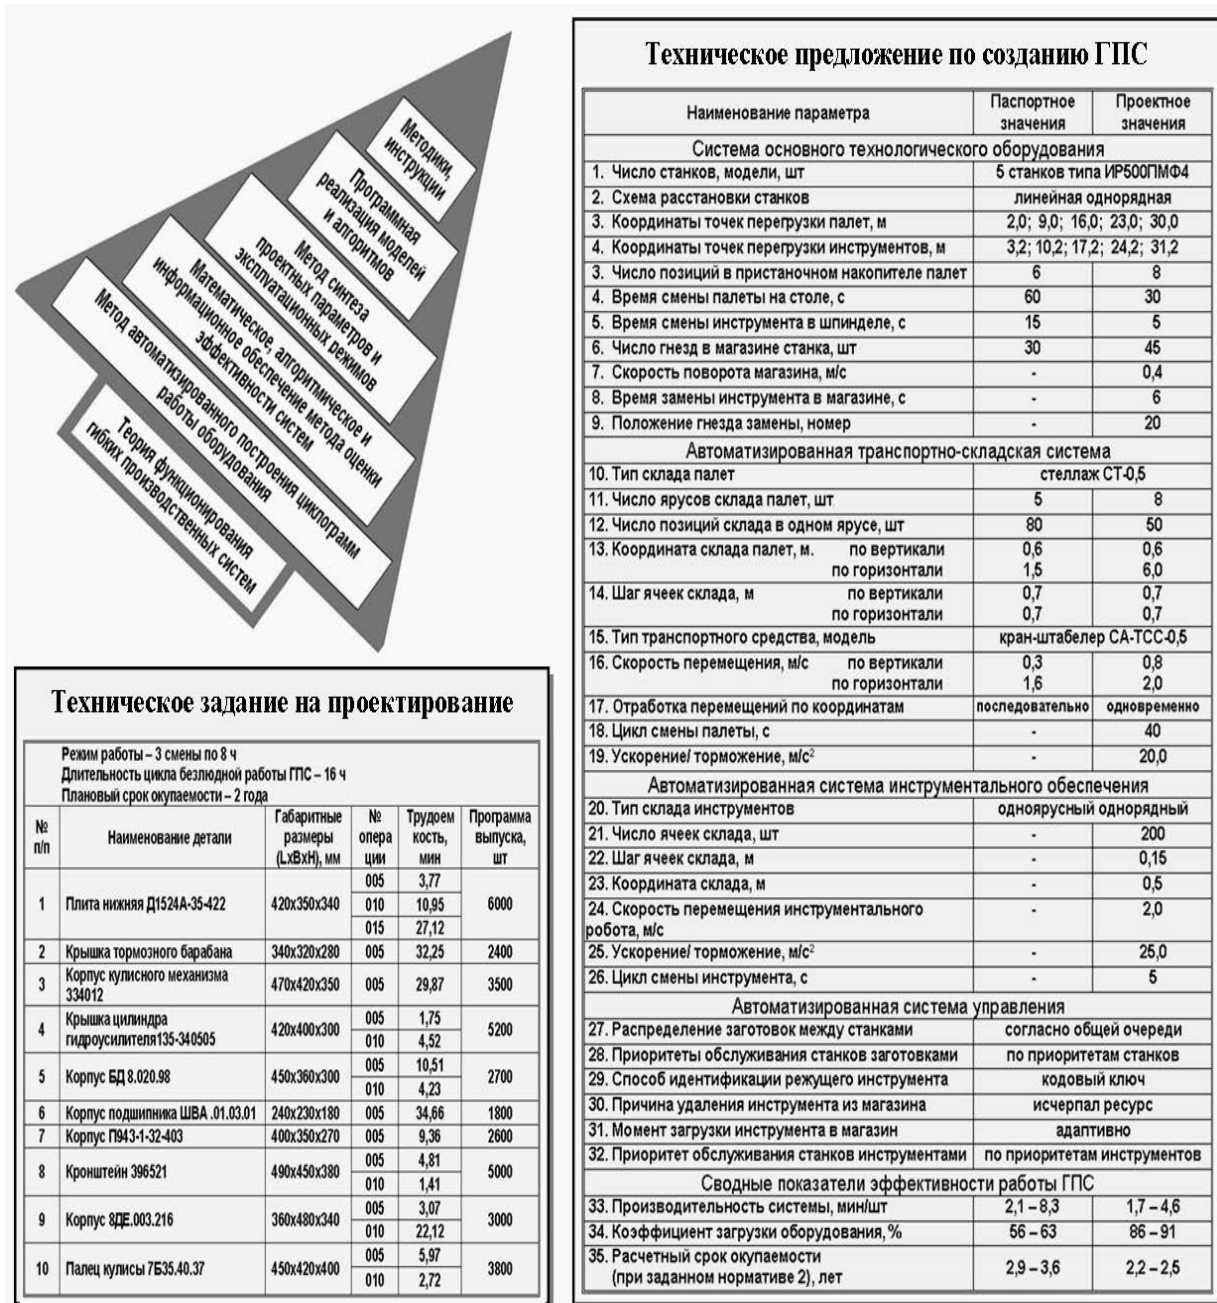 Методики,
инструкции
Программная
реализация моделей
и алгоритмов
Метод синтеза
проектных параметров и
эксплуатационных режимов
Математическое, алгоритмическое и
информационное обеспечение метода оценки
эффективности систем
Метод автоматизированного построения циклограмм
работы оборудования
Теория функционирования
гибких производственных систем
Техническое задание на проектирование
Режим работы – 3 смены по 8 ч
Длительность цикла безлюдной работы ГПС – 16 ч
Плановый срок окупаемости – 2 года
№ п/п Наименование детали Габаритные размеры (LxBxH), мм № опера ции Трудоем кость, мин Программа выпуска, шт
1 Плита нижняя Д1524А-35-422 420х350х340 005 3,77 6000
010 10,95
015 27,12
2 Крышка тормозного барабана 340х320х280 005 32,25 2400
3 Корпус кулисного механизма 334012 470х420х350 005 29,87 3500
4 Крышка цилиндра гидроусилителя135-340505 420х400х300 005 1,75 5200
010 4,52
5 Корпус БД 8.020.98 450х360х300 005 10,51 2700
010 4,23
6 Корпус подшипника ШВА .01.03.01 240х230х180 005 34,66 1800
7 Корпус П943-1-32-403 400х350х270 005 9,36 2600
8 Кронштейн 396521 490х450х380 005 4,81 5000
010 1,41
9 Корпус 8ДЕ.003.216 360х480х340 005 3,07 3000
010 22,12
10 Палец кулисы 7Б35.40.37 450х420х400 005 5,97 3800
010 2,72
Техническое предложение по созданию ГПС
Наименование параметра Паспортное значения Проектное значения
Система основного технологического оборудования
1. Число станков, модели, шт 5 станков типа ИР500ПМФ4
2. Схема расстановки станков линейная однорядная
3. Координаты точек перегрузки палет, м 2,0; 9,0; 16,0; 23,0; 30,0
4. Координаты точек перегрузки инструментов, м 3,2; 10,2; 17,2; 24,2; 31,2
3. Число позиций в пристаночном накопителе палет 6 8
4. Время смены палеты на столе, с 60 30
5. Время смены инструмента в шпинделе, с 15 5
6. Число гнезд в магазине станка, шт 30 45
7. Скорость поворота магазина, м/с - 0,4
8. Время замены инструмента в магазине, с - 6
9. Положение гнезда замены, номер - 20
Автоматизированная транспортно-складская система
10. Тип склада палет стеллаж СТ-0,5
11. Число ярусов склада палет, шт 5 8
12. Число позиций склада в одном ярусе, шт 80 50
13. Координата склада палет, м. по вертикали 0,6 0,6
по горизонтали 1,5 6,0
14. Шаг ячеек склада, м по вертикали 0,7 0,7
по горизонтали 0,7 0,7
15. Тип транспортного средства, модель кран-штабелер СА-ТСС-0,5
16. Скорость перемещения, м/с по вертикали 0,3 0,8
по горизонтали 1,6 2,0
17. Отработка перемещений по координатам последовательно одновременно
18. Цикл смены палеты, с - 40
19. Ускорение/ торможение, м/с² - 20,0
Автоматизированная система инструментального обеспечения
20. Тип склада инструментов одноярусный однорядный
21. Число ячеек склада, шт - 200
22. Шаг ячеек склада, м - 0,15
23. Координата склада, м - 0,5
24. Скорость перемещения инструментального - 2,0
робота, м/с
25. Ускорение/ торможение, м/с² - 25,0
26. Цикл смены инструмента, с - 5
Автоматизированная система управления
27. Распределение заготовок между станками согласно общей очереди
28. Приоритеты обслуживания станков заготовками по приоритетам станков
29. Способ идентификации режущего инструмента кодовый ключ
30. Причина удаления инструмента из магазина исчерпал ресурс
31. Момент загрузки инструмента в магазин адаптивно
32. Приоритет обслуживания станков инструментами по приоритетам инструментов
Сводные показатели эффективности работы ГПС
33. Производительность системы, мин/шт 2,1 – 8,3 1,7 – 4,6
34. Коэффициент загрузки оборудования, % 56 – 63 86 – 91
35. Расчетный срок окупаемости
(при заданном нормативе 2), лет 2,9 – 3,6 2,2 – 2,5